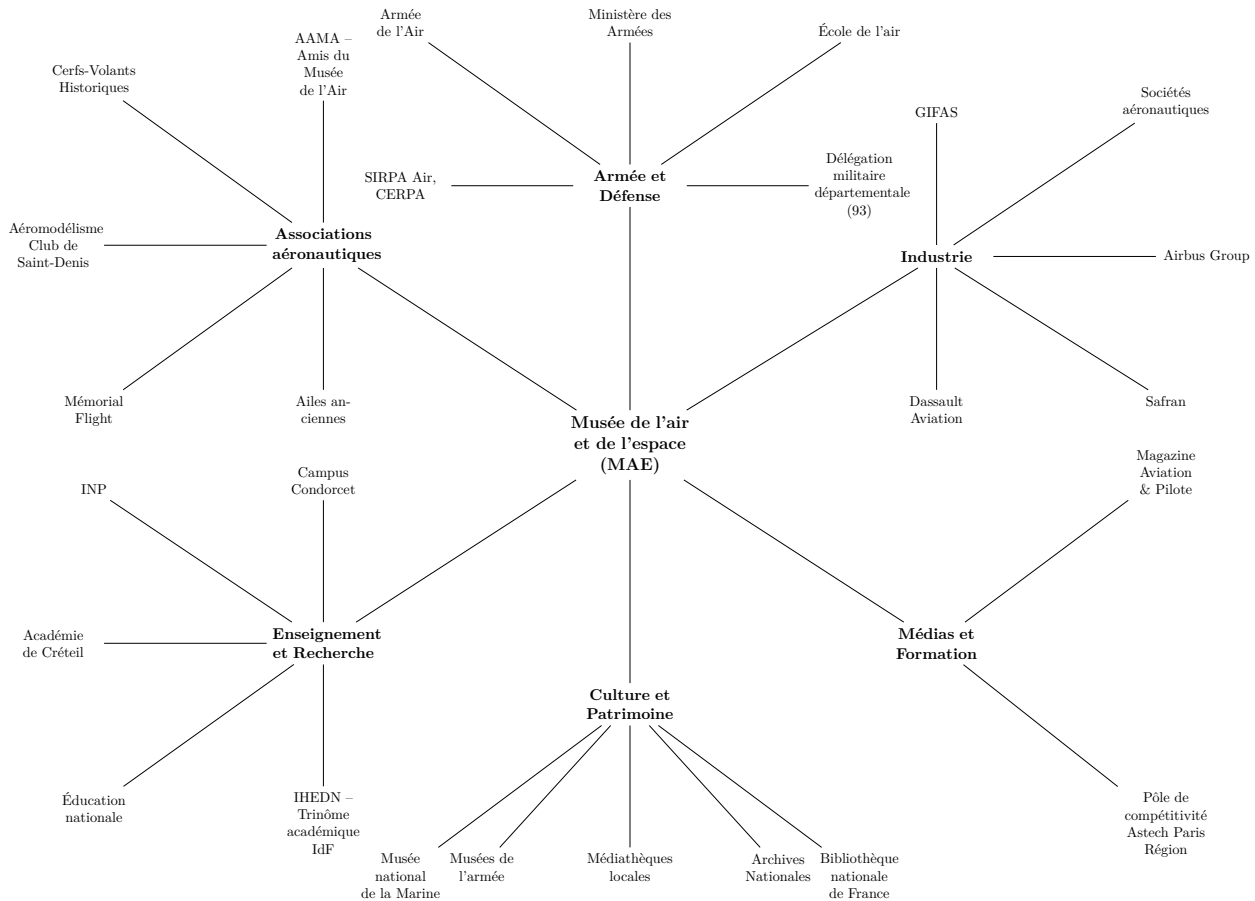 Armée
de l'Air
Ministère des
Armées
École de l'air
AAMA –
Amis du
Musée
de l'Air
Cerfs-Volants
Historiques
Sociétés
aéronautiques
GIFAS
SIRPA Air,
CERPA
Armée et
Défense
Délégation
militaire
départementale
(93)
Aéromodélisme
Club de
Saint-Denis
Associations
aéronautiques
Industrie
Airbus Group
Mémorial
Flight
Ailes an-
ciennes
Dassault
Aviation
Safran
Musée de l'air
et de l'espace
(MAE)
INP
Campus
Condorcet
Magazine
Aviation
& Pilote
Académie
de Créteil
Enseignement
et Recherche
Médias et
Formation
Culture et
Patrimoine
Éducation
nationale
IHEDN –
Trinôme
académique
IdF
Pôle de
compétitivité
Astech Paris
Région
Musée
national
de la Marine
Musées de
l'armée
Médiathèques
locales
Archives
Nationales
Bibliothèque
nationale
de France